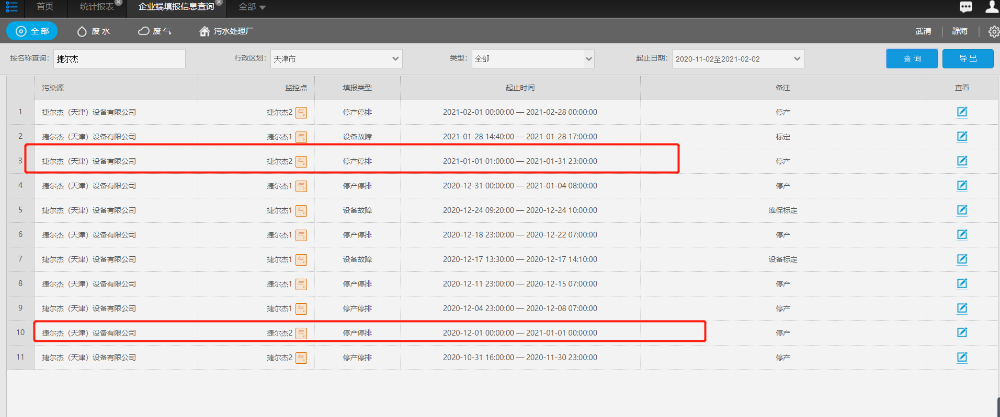 首页 统计报表 企业端填报信息查询 全部
全部 废水 废气 污水处理厂 武清 静海
按名称查询: 捷尔杰 行政区划: 天津市 类型: 全部 起止日期: 2020-11-02至2021-02-02 查询 导出
污染源 监控点 填报类型 起止时间 备注 查看
1 捷尔杰（天津）设备有限公司 捷尔杰2 气 停产停排 2021-02-01 00:00:00 — 2021-02-28 00:00:00 停产
2 捷尔杰（天津）设备有限公司 捷尔杰1 气 设备故障 2021-01-28 14:40:00 — 2021-01-28 17:00:00 标定
3 捷尔杰（天津）设备有限公司 捷尔杰2 气 停产停排 2021-01-01 01:00:00 — 2021-01-31 23:00:00 停产
4 捷尔杰（天津）设备有限公司 捷尔杰1 气 停产停排 2020-12-31 00:00:00 — 2021-01-04 08:00:00 停产
5 捷尔杰（天津）设备有限公司 捷尔杰1 气 设备故障 2020-12-24 09:20:00 — 2020-12-24 10:00:00 维保标定
6 捷尔杰（天津）设备有限公司 捷尔杰1 气 停产停排 2020-12-18 23:00:00 — 2020-12-22 07:00:00 停产
7 捷尔杰（天津）设备有限公司 捷尔杰1 气 设备故障 2020-12-17 13:30:00 — 2020-12-17 14:10:00 设备标定
8 捷尔杰（天津）设备有限公司 捷尔杰1 气 停产停排 2020-12-11 23:00:00 — 2020-12-15 07:00:00 停产
9 捷尔杰（天津）设备有限公司 捷尔杰1 气 停产停排 2020-12-04 23:00:00 — 2020-12-08 07:00:00 停产
10 捷尔杰（天津）设备有限公司 捷尔杰2 气 停产停排 2020-12-01 00:00:00 — 2021-01-01 00:00:00 停产
11 捷尔杰（天津）设备有限公司 捷尔杰2 气 停产停排 2020-10-31 16:00:00 — 2020-11-30 23:00:00 停产